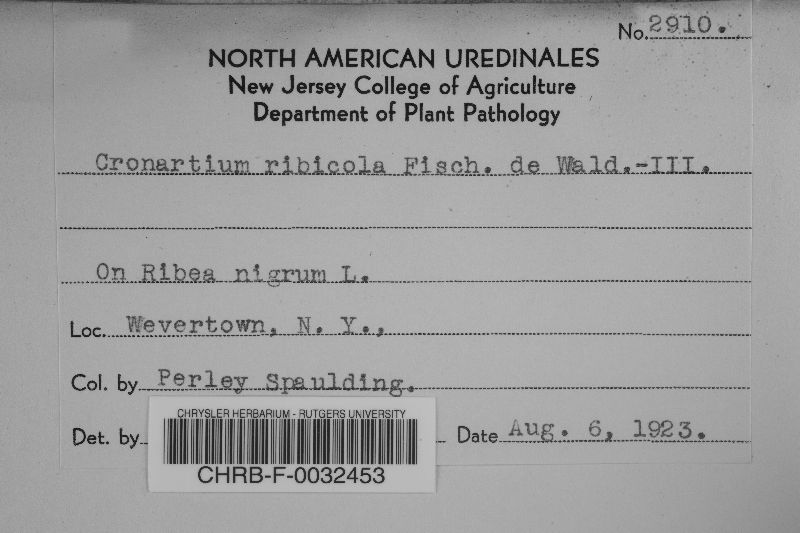 No. 2910.
NORTH AMERICAN UREDINALES
New Jersey College of Agriculture
Department of Plant Pathology
Cronartium ribicola Fisch. de Wald.-III.
On Ribea nigrum L.
Loc. Wevertown, N. Y.,
Col. by Perley Spaulding.
Det. by Date Aug. 6, 1923.
CHRYSLER HERBARIUM - RUTGERS UNIVERSITY
CHRB-F-0032453